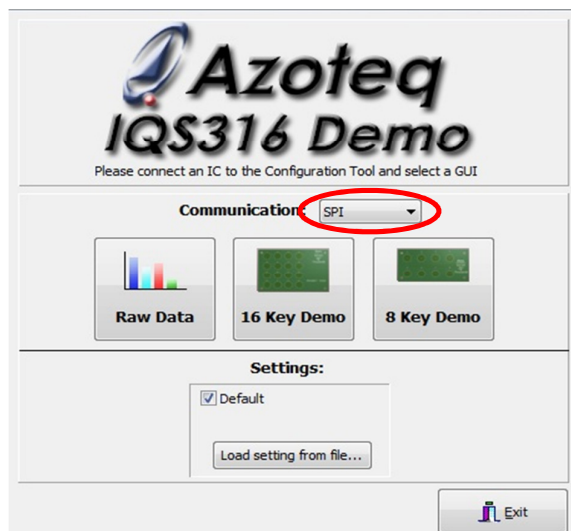 Azoteq
IQS316 Demo
Please connect an IC to the Configuration Tool and select a GUI
Communication: SPI
Raw Data
16 Key Demo
8 Key Demo
Settings:
Default
Load setting from file...
Exit